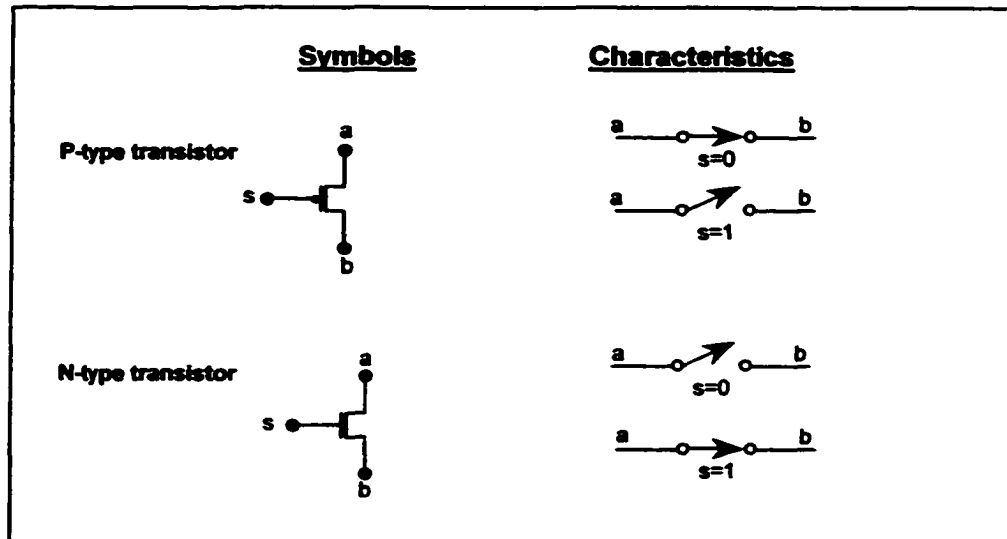 Symbols Characteristics
P-type transistor
a
s
b
a b
s=0
a b
s=1
N-type transistor
a
s
b
a b
s=0
a b
s=1